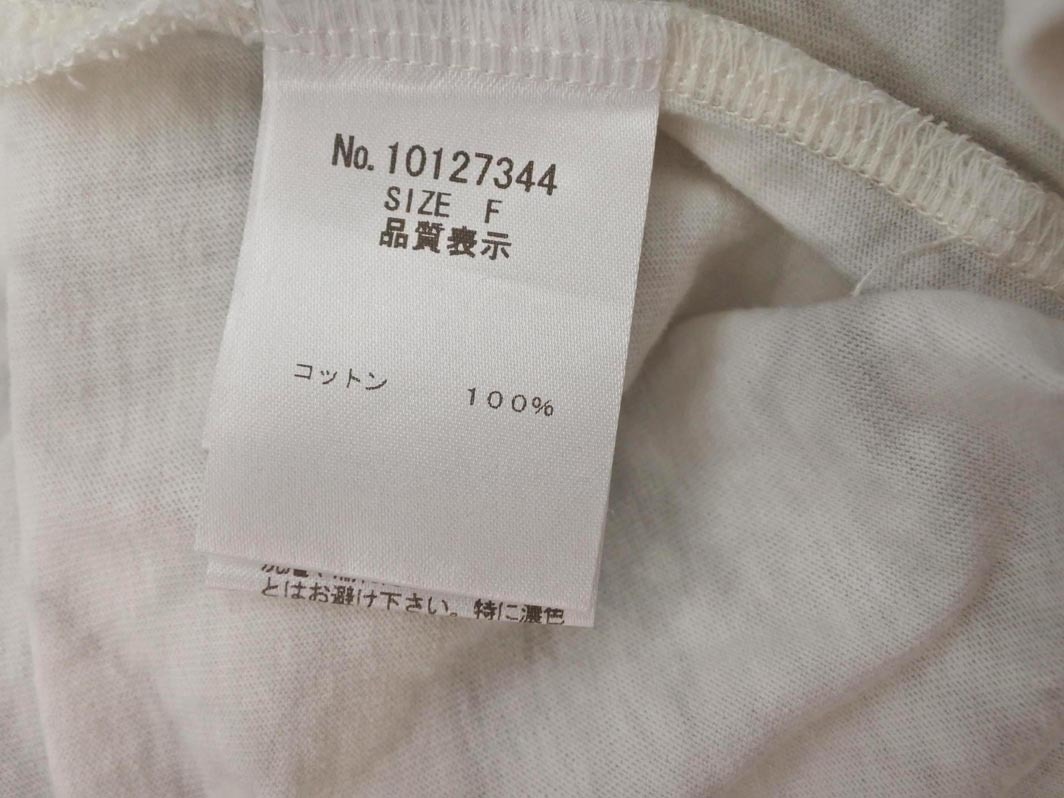 No.10127344
SIZE F
品質表示
コットン 100%
とはお避け下さい。特に濃色